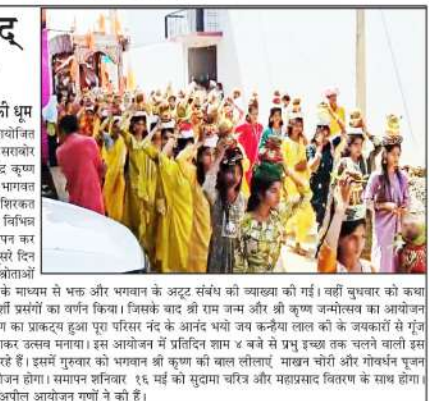 द्
की धूम
योजित
सराबोर
द्र कृष्ण
भागवत
शिरकत
विभिन्न
पन कर
सरे दिन
श्रोताओं
के माध्यम से भक्त और भगवान के अटूट संबंध की व्याख्या की गई। वहीं बुधवार को कथा
र्शी प्रसंगों का वर्णन किया। जिसके बाद श्री राम जन्म और श्री कृष्ण जन्मोत्सव का आयोजन
ण का प्राकट्य हुआ पूरा परिसर नंद के आनंद भयो जय कन्हैया लाल की के जयकारों से गूंज
ाकर उत्सव मनाया। इस आयोजन में प्रतिदिन शाम ४ बजे से प्रभु इच्छा तक चलने वाली इस
रहे हैं। इसमें गुरुवार को भगवान श्री कृष्ण की बाल लीलाएं माखन चोरी और गोवर्धन पूजन
ोजन होगा। समापन शनिवार १६ मई को सुदामा चरित्र और महाप्रसाद वितरण के साथ होगा।
अपील आयोजन गणों ने की हैं।